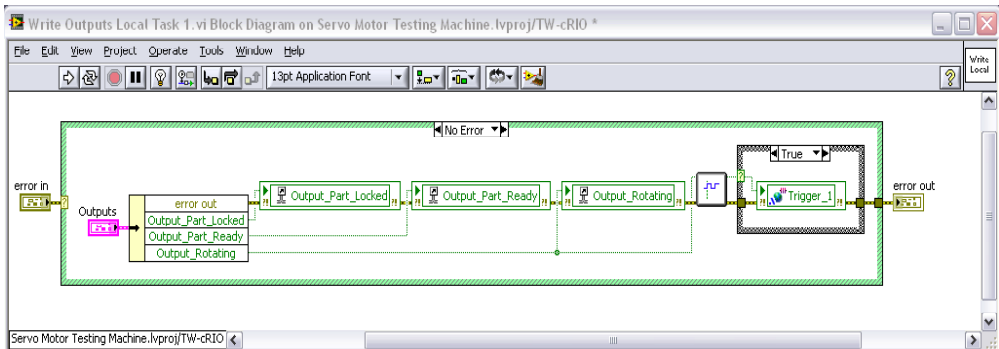 Write Outputs Local Task 1.vi Block Diagram on Servo Motor Testing Machine.lvproj/TW-cRIO *
File Edit View Project Operate Tools Window Help
13pt Application Font
?
Write
Local
No Error
True
error in
?
Outputs
error out
Output_Part_Locked
Output_Part_Ready
Output_Rotating
Output_Part_Locked
Output_Part_Ready
Output_Rotating
?
Trigger_1
error out
Servo Motor Testing Machine.lvproj/TW-cRIO